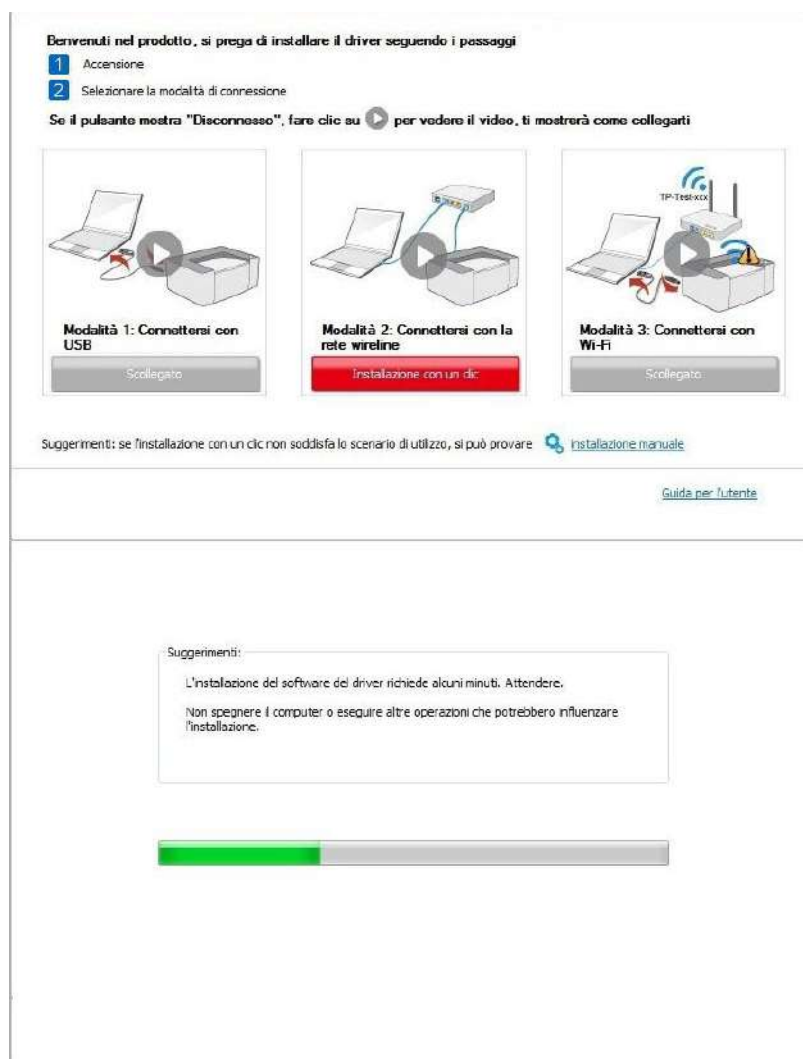 Benvenuti nel prodotto, si prega di installare il driver seguendo i passaggi
1 Accensione
2 Selezionare la modalità di connessione
Se il pulsante mostra "Disconnesso", fare clic su per vedere il video, ti mostrerà come collegarti
TP-Test-xxx
Modalità 1: Connettersi con
USB
Scollegato
Modalità 2: Connettersi con la
rete wireline
Installazione con un clic
Modalità 3: Connettersi con
Wi-Fi
Scollegato
Suggerimenti: se l'installazione con un clic non soddisfa lo scenario di utilizzo, si può provare installazione manuale
Guida per l'utente
Suggerimenti:
L'installazione del software del driver richiede alcuni minuti. Attendere.
Non spegnere il computer o eseguire altre operazioni che potrebbero influenzare
l'installazione.